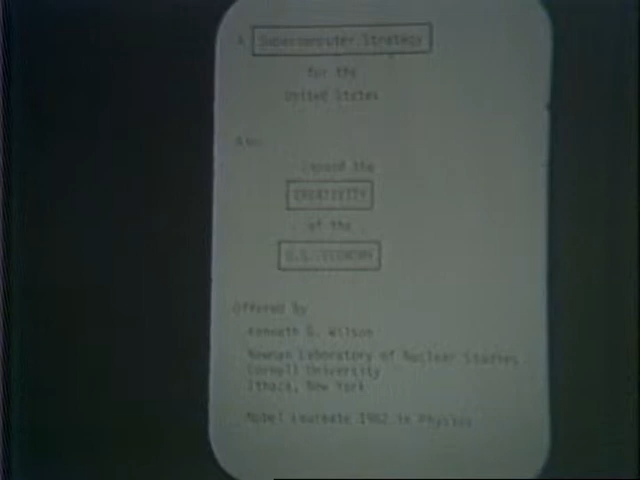 A Supercomputer Strategy
for the
United States
Aim:
Expand the
CREATIVITY
of the
U.S. ECONOMY
Offered by
Kenneth G. Wilson
Newman Laboratory of Nuclear Studies
Cornell University
Ithaca, New York
Nobel Laureate 1982 in Physics